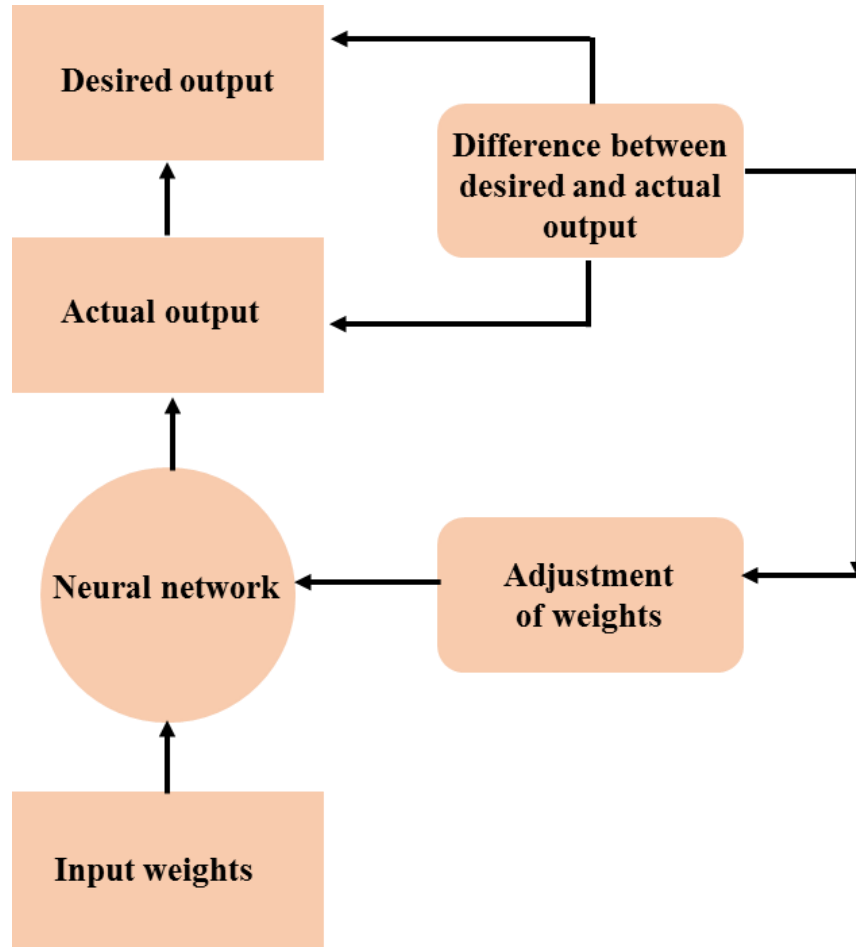 Desired output
Difference between
desired and actual
output
Actual output
Neural network
Adjustment
of weights
Input weights